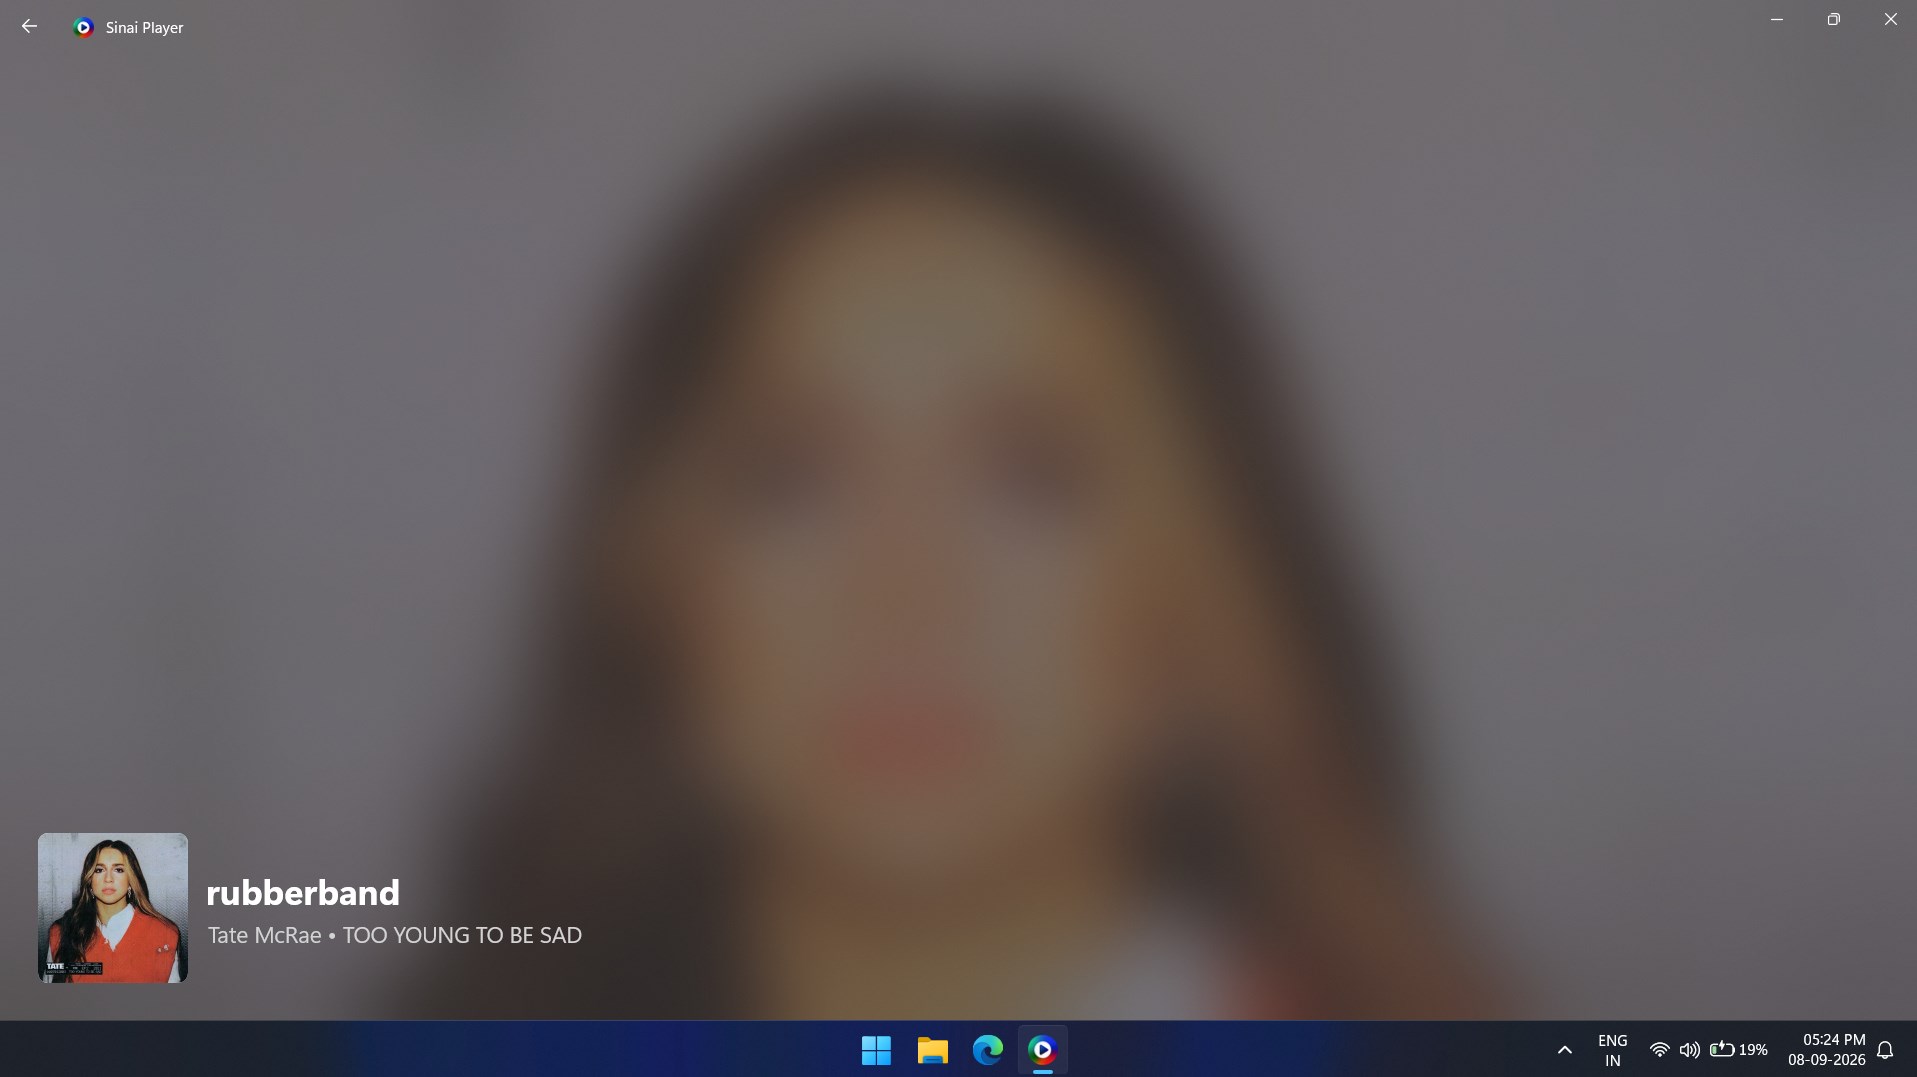 Sinai Player
rubberband
Tate McRae • TOO YOUNG TO BE SAD
TATE
ENG
IN
19%
05:24 PM
08-09-2026